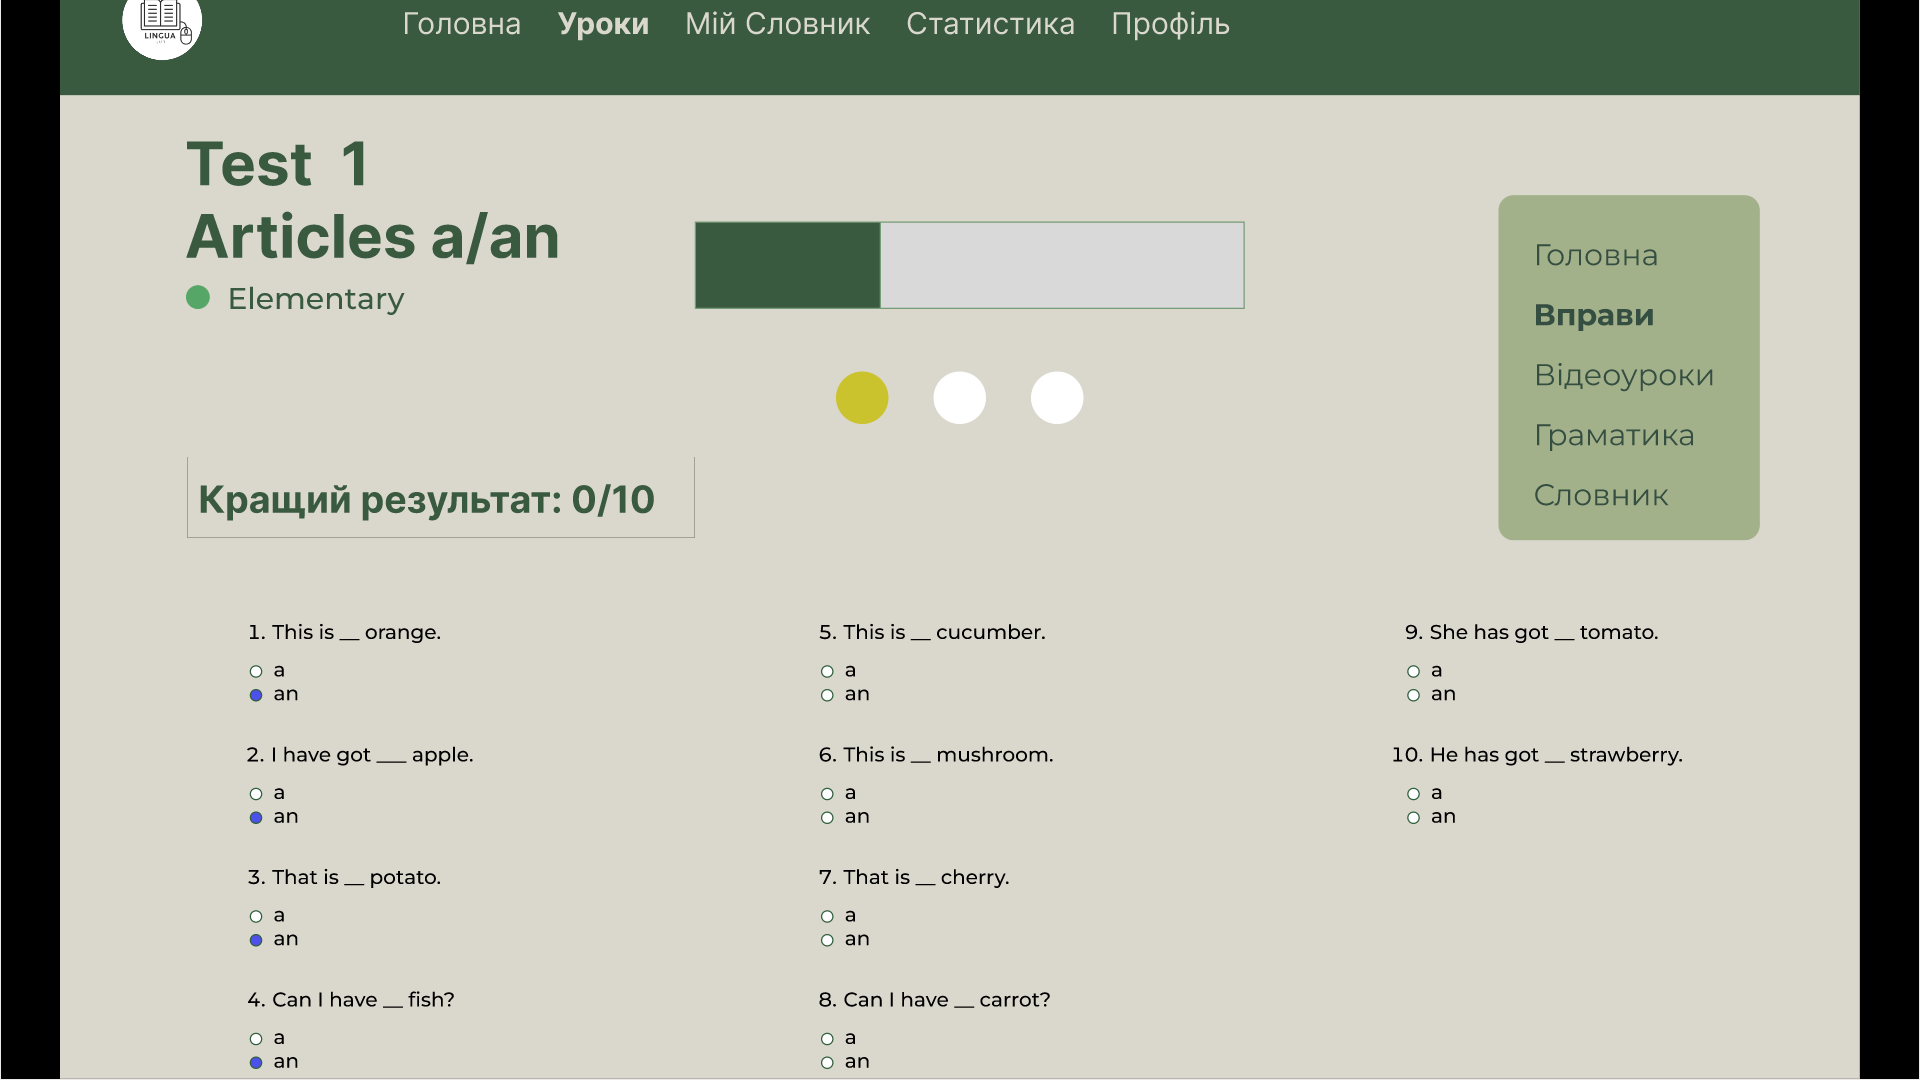 LINGUA
Головна Уроки Мій Словник Статистика Профіль
Test 1
Articles a/an
Elementary
Головна
Вправи
Відеоуроки
Граматика
Словник
Кращий результат: 0/10
1. This is __ orange.
a
an
2. I have got ___ apple.
a
an
3. That is __ potato.
a
an
4. Can I have __ fish?
a
an
5. This is __ cucumber.
a
an
6. This is __ mushroom.
a
an
7. That is __ cherry.
a
an
8. Can I have __ carrot?
a
an
9. She has got __ tomato.
a
an
10. He has got __ strawberry.
a
an